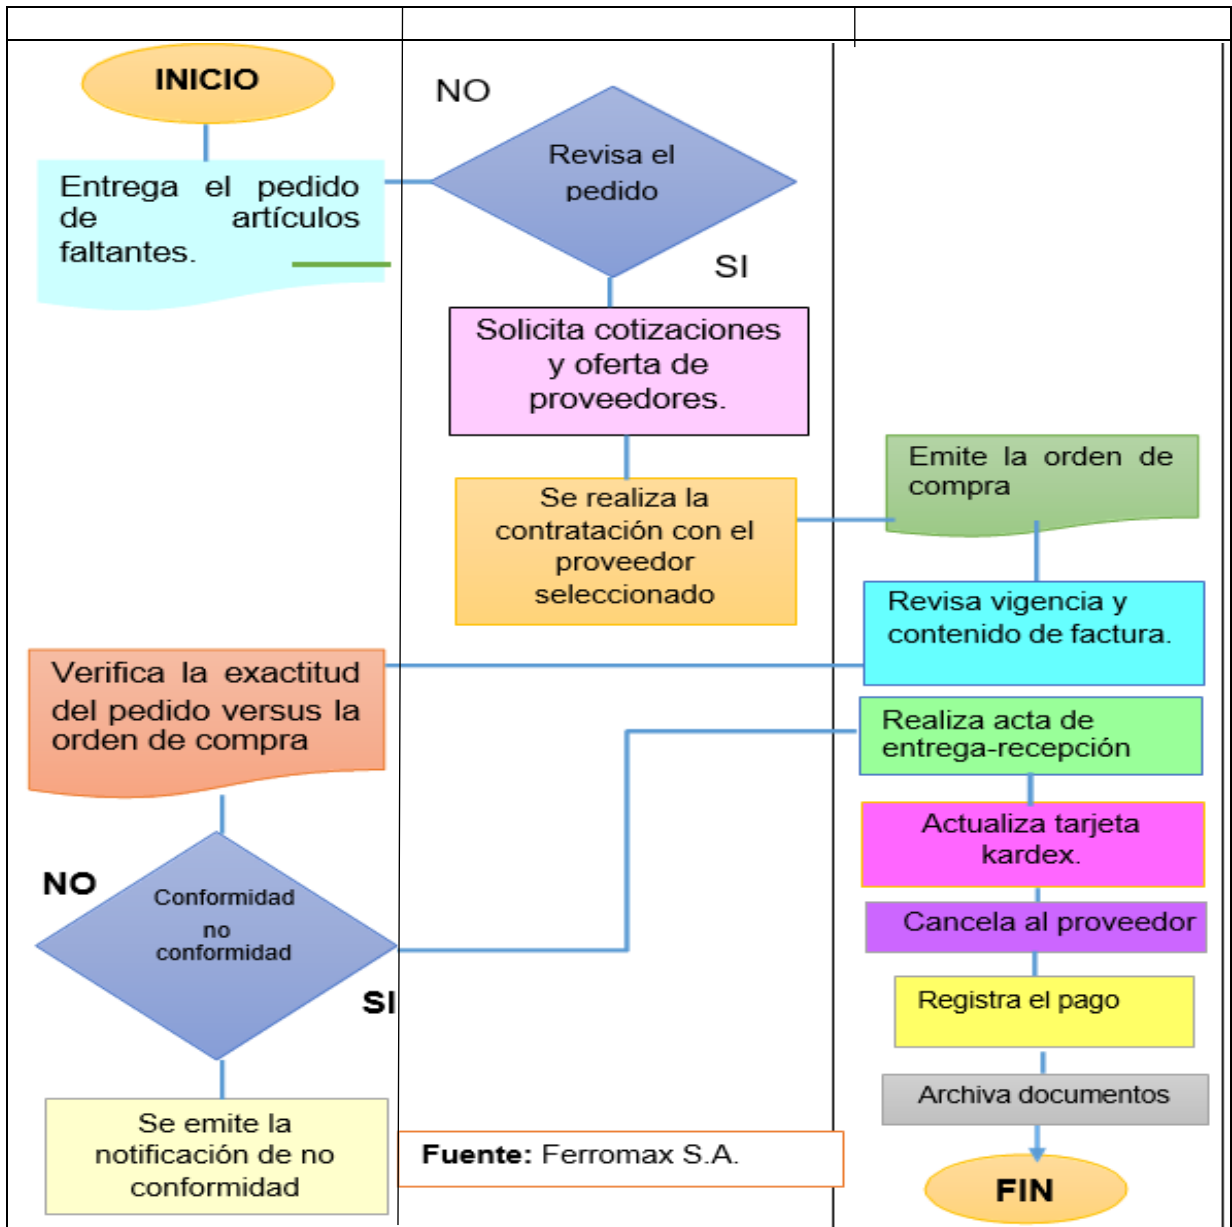 INICIO
Entrega el pedido
de artículos
faltantes.
NO
Revisa el
pedido
SI
Solicita cotizaciones
y oferta de
proveedores.
Se realiza la
contratación con el
proveedor
seleccionado
Emite la orden de
compra
Revisa vigencia y
contenido de factura.
Verifica la exactitud
del pedido versus la
orden de compra
NO
Conformidad
no
conformidad
SI
Se emite la
notificación de no
conformidad
Realiza acta de
entrega-recepción
Actualiza tarjeta
kardex.
Cancela al proveedor
Registra el pago
Archiva documentos
FIN
Fuente: Ferromax S.A.